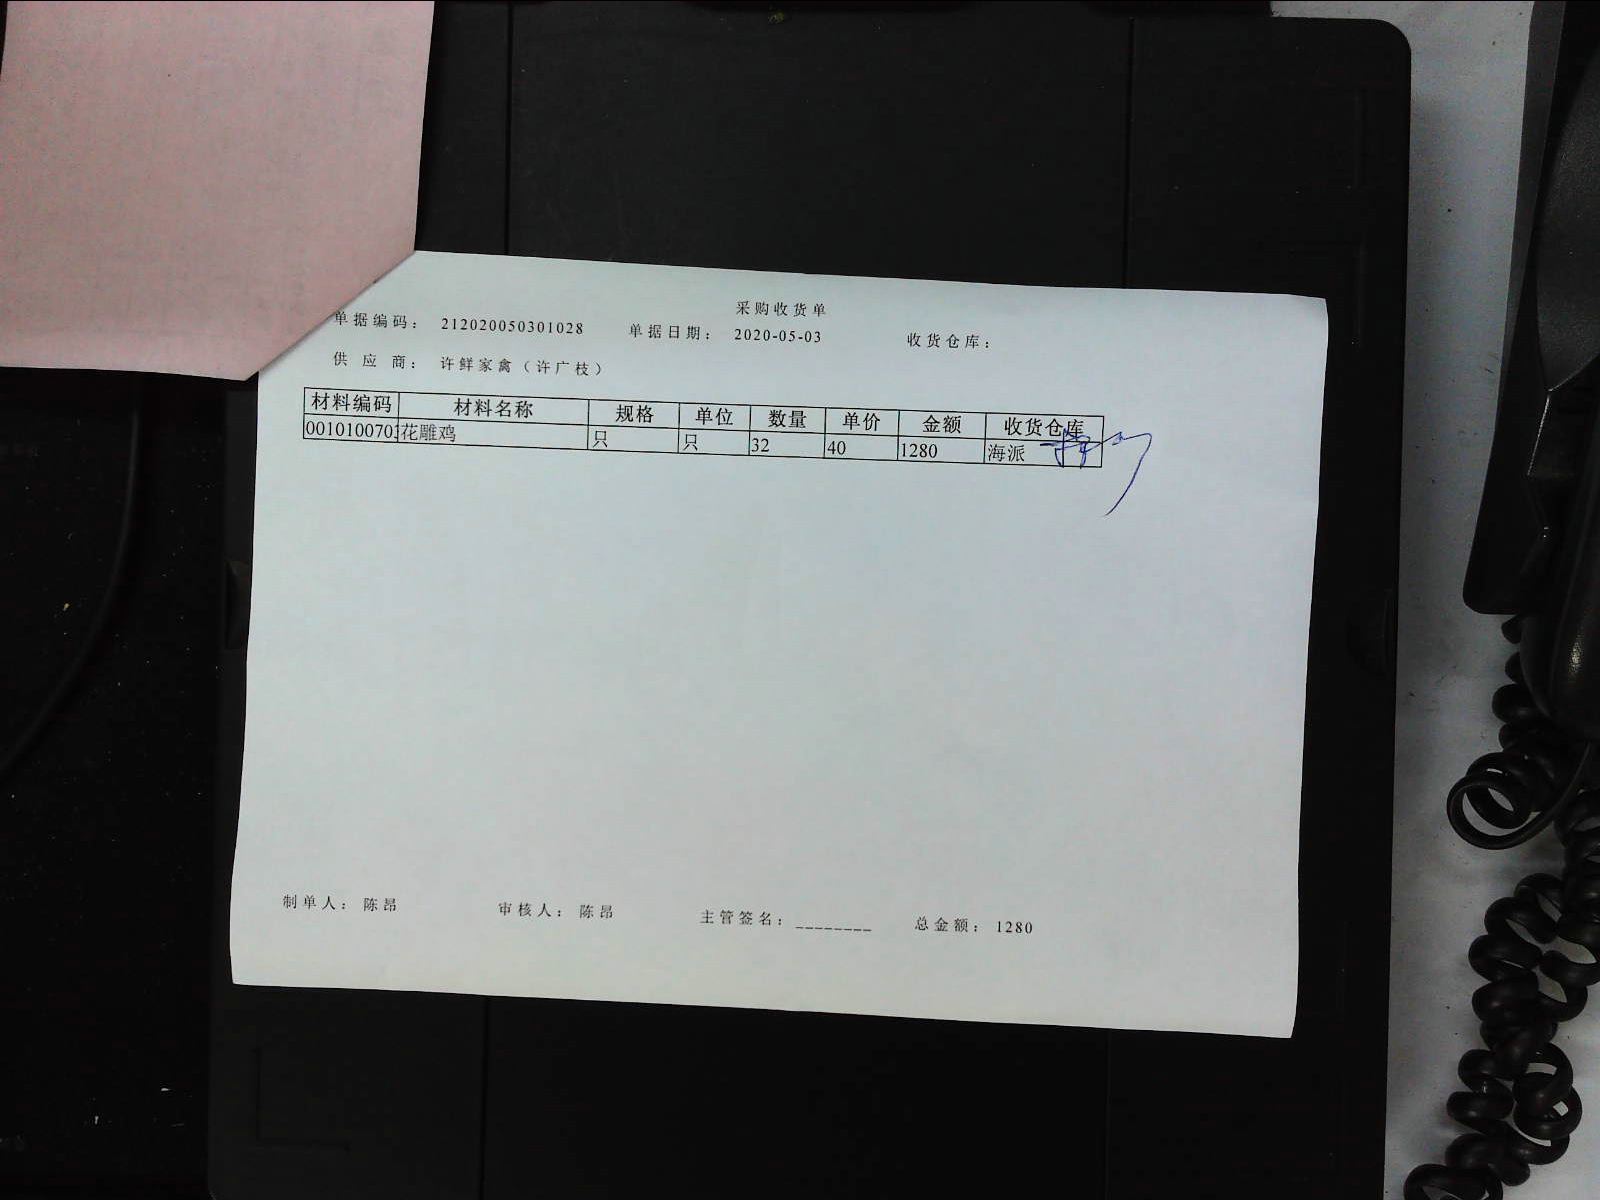 采购收货单
单据编码： 212020050301028 单据日期： 2020-05-03 收货仓库：
供 应 商： 许鲜家禽（许广枝）
材料编码 材料名称 规格 单位 数量 单价 金额 收货仓库
001010070 花雕鸡 只 只 32 40 1280 海派
制单人： 陈昂 审核人： 陈昂 主管签名：________ 总金额： 1280